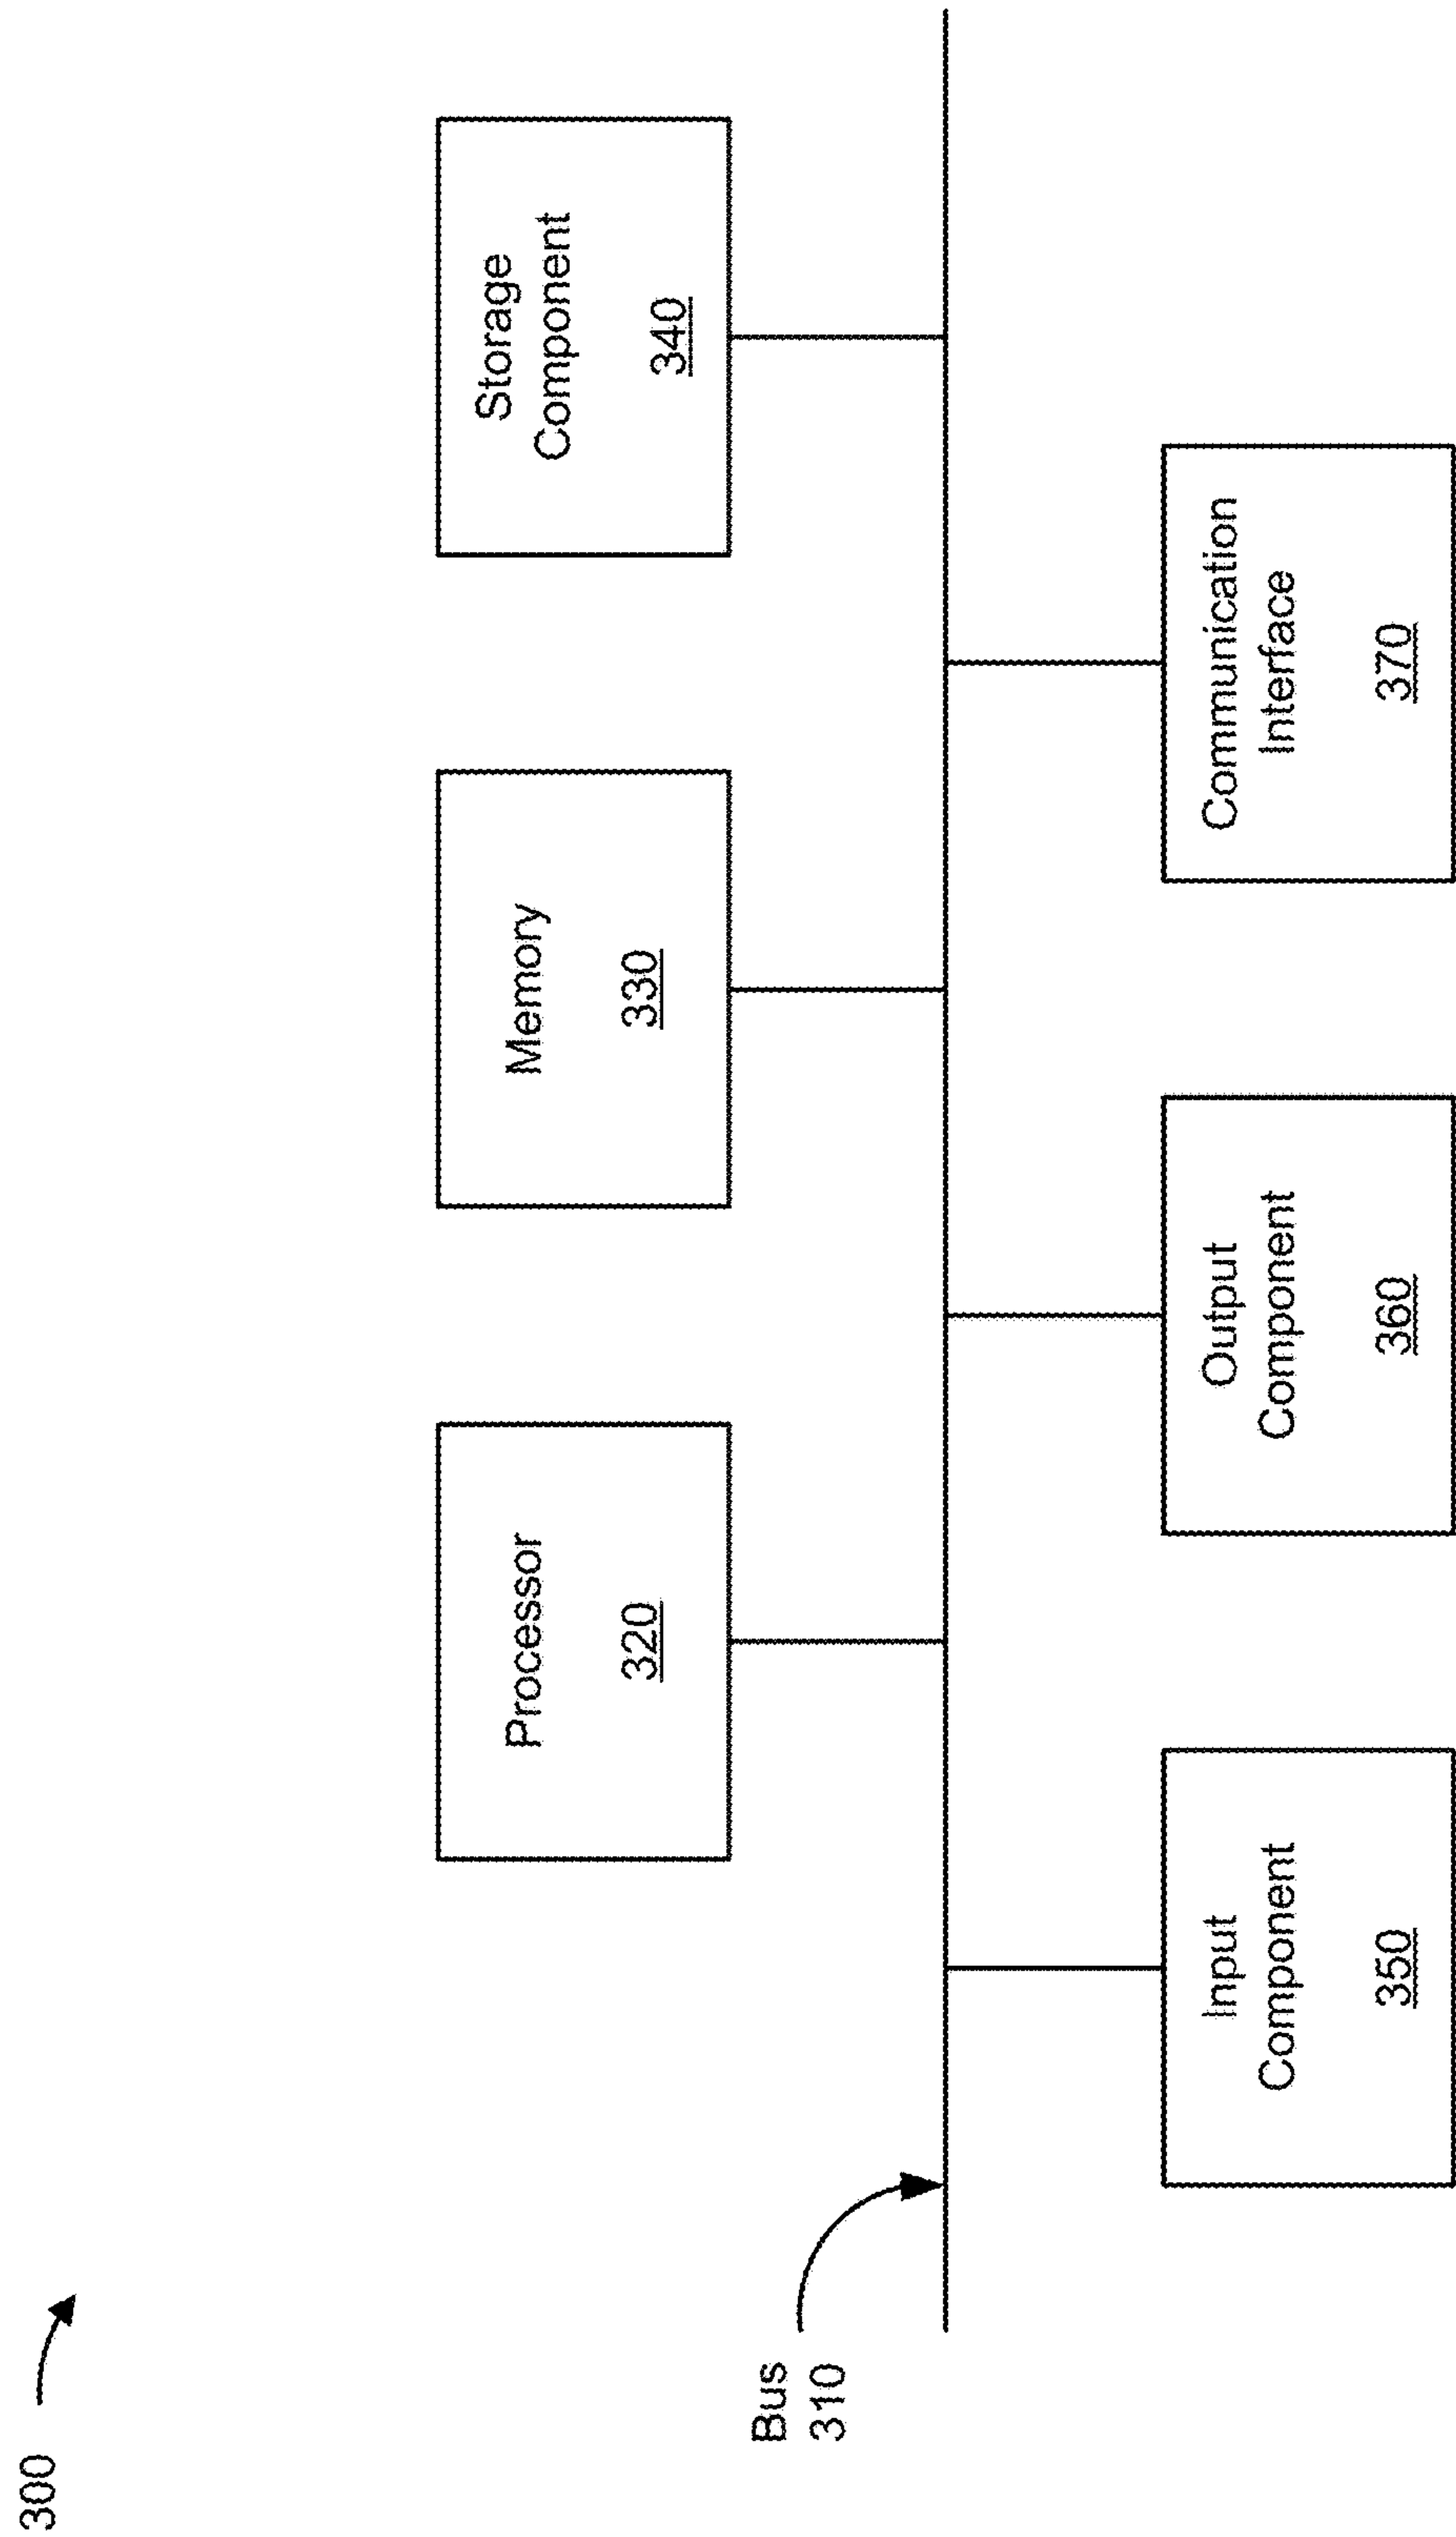 300
Processor
320
Memory
330
Storage
Component
340
Bus
310
Input
Component
350
Output
Component
360
Communication
Interface
370